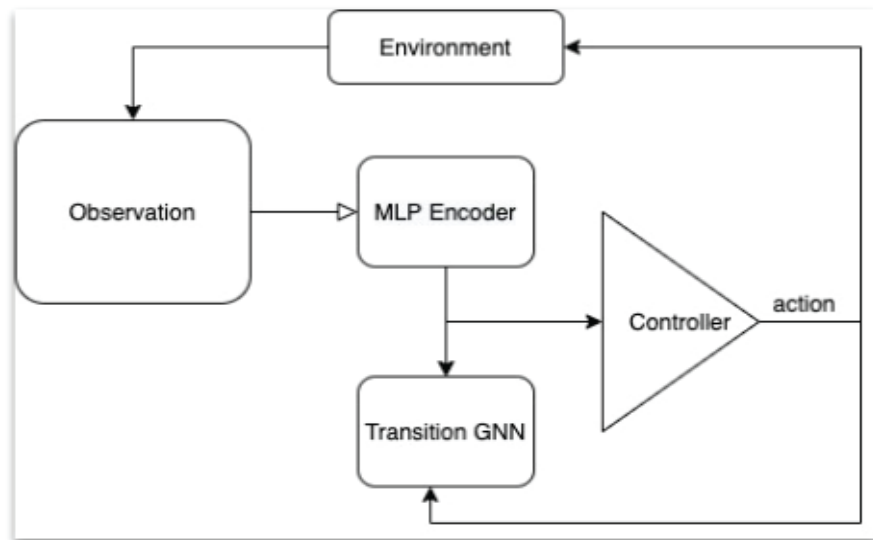 Environment
Observation
MLP Encoder
action
Controller
Transition GNN